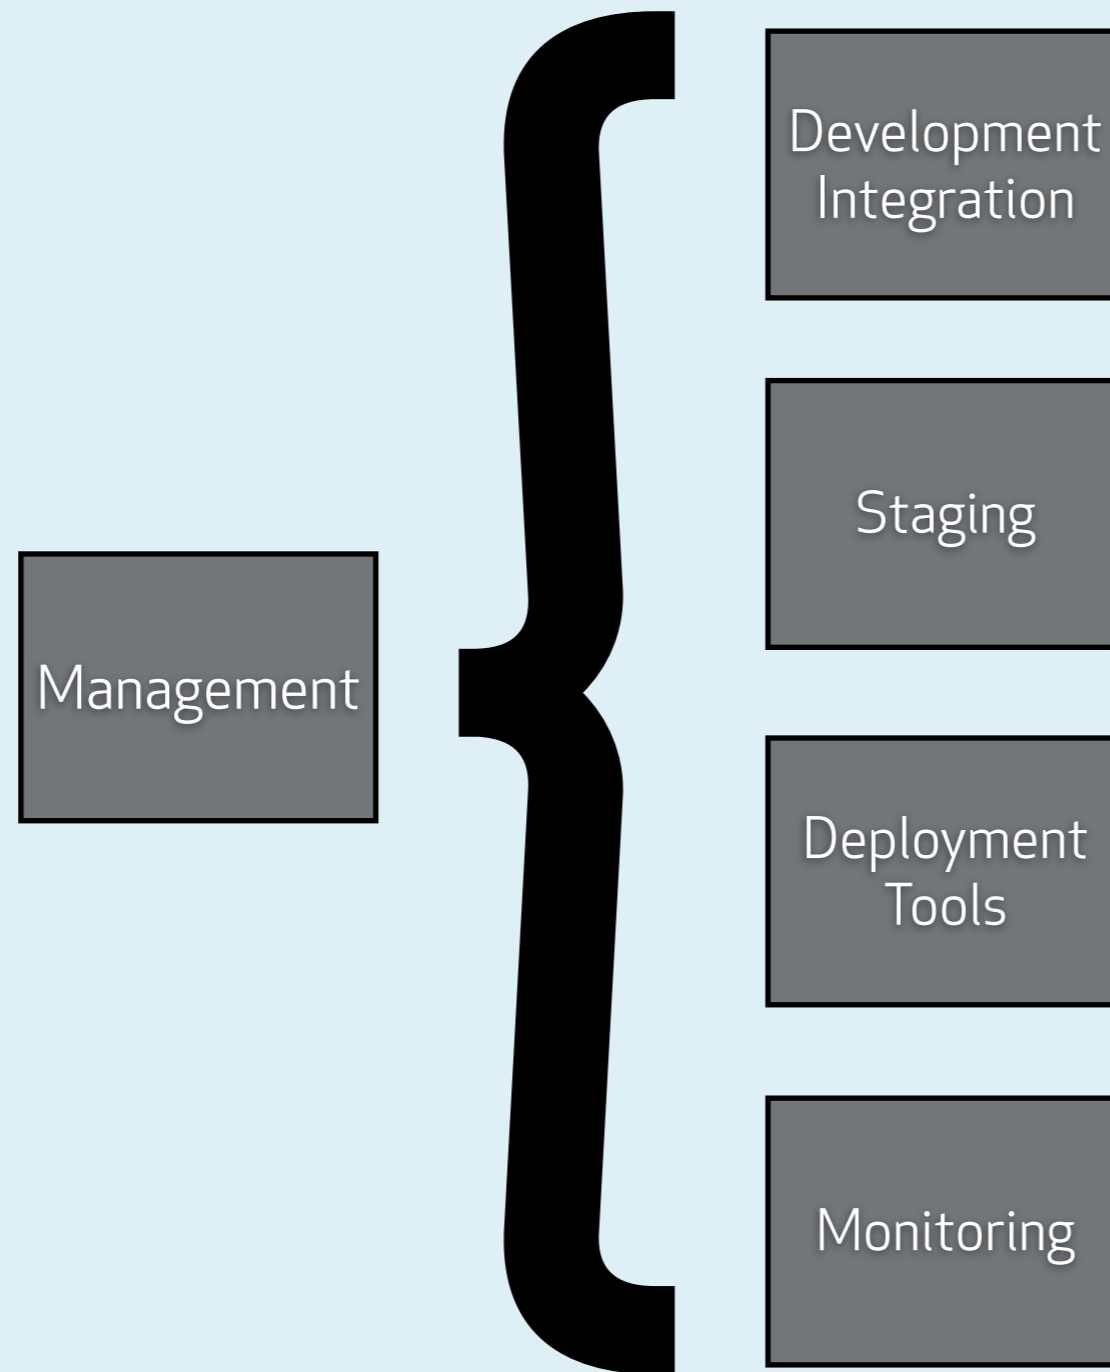 Development
Integration
Staging
Management
Deployment
Tools
Monitoring